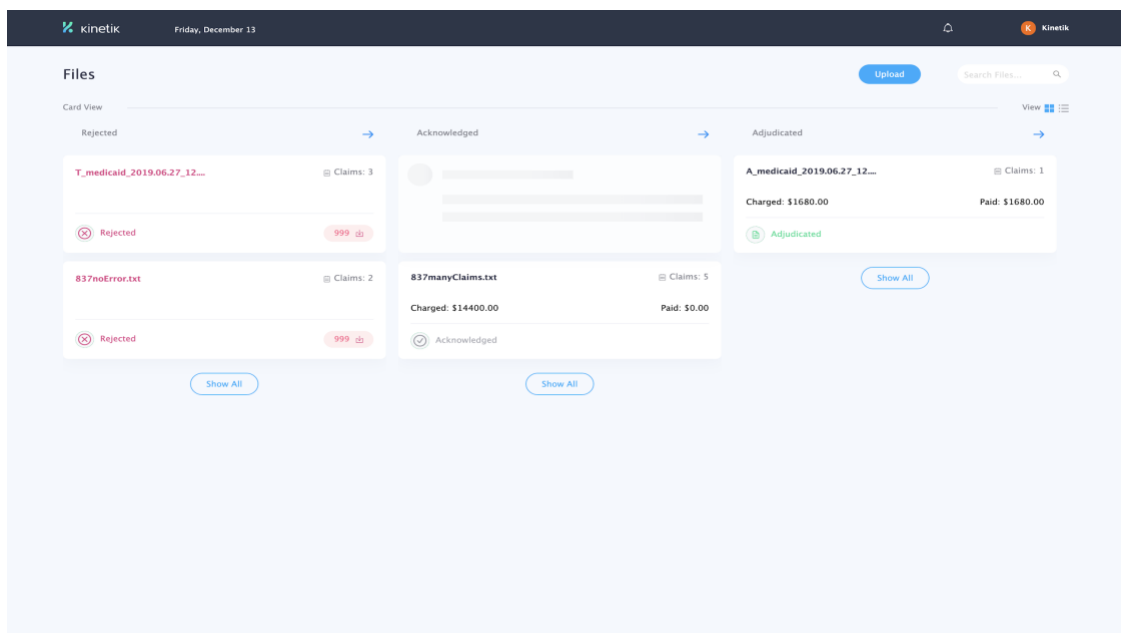 kinetik
Friday, December 13
K
Kinetik
Files
Upload
Search Files...
Card View
View
Rejected
T_medicaid_2019.06.27_12....
Claims: 3
Rejected
999
837noError.txt
Claims: 2
Rejected
999
Show All
Acknowledged
837manyClaims.txt
Claims: 5
Charged: $14400.00
Paid: $0.00
Acknowledged
Show All
Adjudicated
A_medicaid_2019.06.27_12....
Claims: 1
Charged: $1680.00
Paid: $1680.00
Adjudicated
Show All